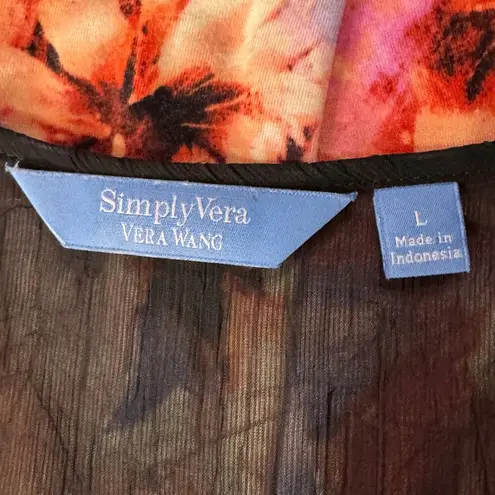 SimplyVera
VERA WANG
L
Made in
Indonesia